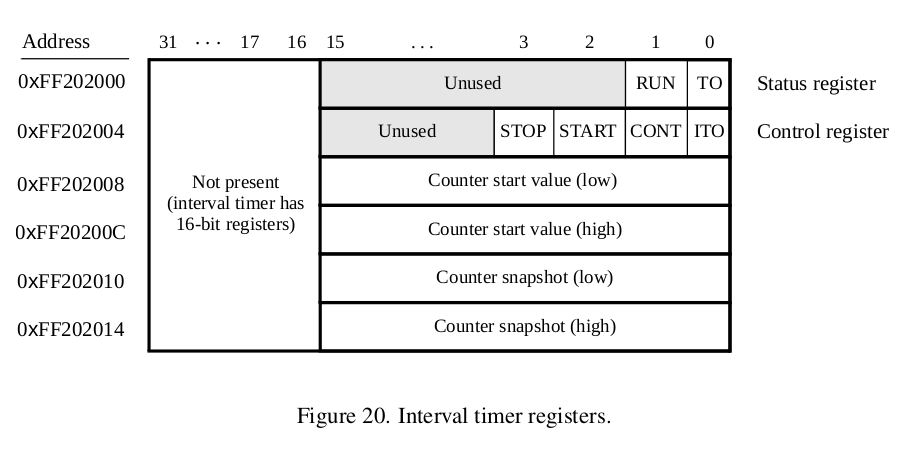 Address 31 · · · 17 16 15 . . . 3 2 1 0
0xFF202000 Unused RUN TO Status register
0xFF202004 Unused STOP START CONT ITO Control register
Not present
(interval timer has
16-bit registers)
0xFF202008 Counter start value (low)
0xFF20200C Counter start value (high)
0xFF202010 Counter snapshot (low)
0xFF202014 Counter snapshot (high)
Figure 20. Interval timer registers.